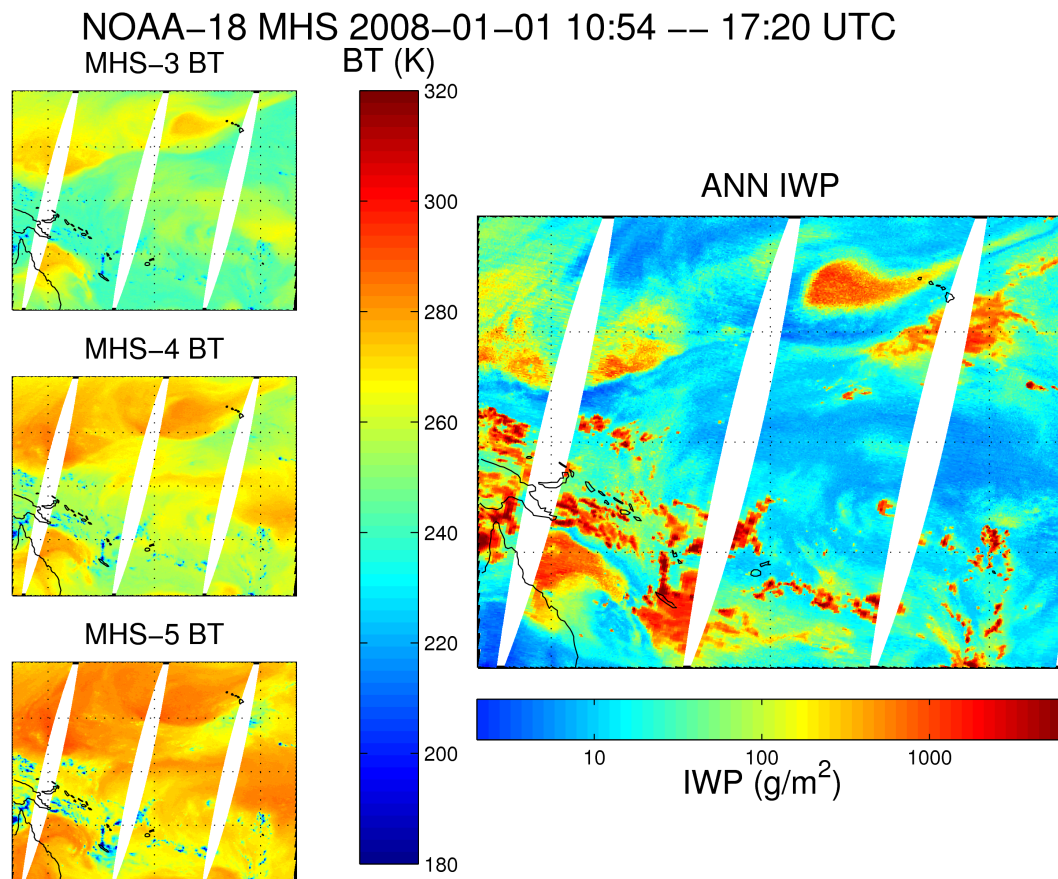 NOAA−18 MHS 2008−01−01 10:54 −− 17:20 UTC
MHS−3 BT
BT (K)
320
300
280
260
240
220
200
180
MHS−4 BT
MHS−5 BT
ANN IWP
10
100
1000
IWP (g/m²)